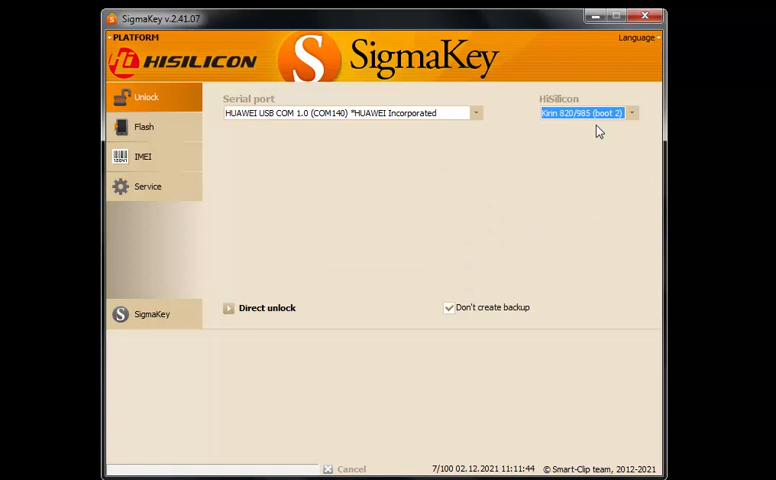 SigmaKey v.2.41.07
PLATFORM
Language
HISILICON
SigmaKey
Unlock
Serial port
HiSilicon
HUAWEI USB COM 1.0 (COM140) *HUAWEI Incorporated
Kirin 820/985 (boot 2)
Flash
IMEI
Service
SigmaKey
Direct unlock
Don't create backup
Cancel
7/100 02.12.2021 11:11:44
© Smart-Clip team, 2012-2021